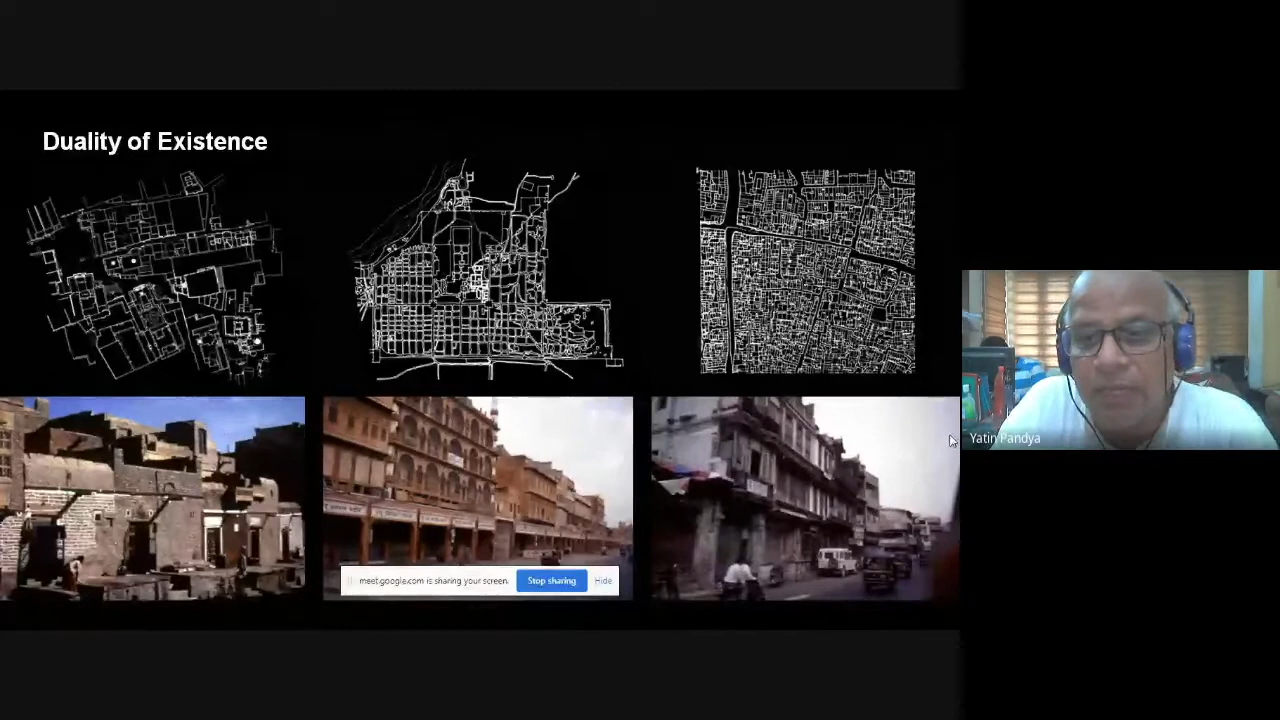 Duality of Existence
meet.google.com is sharing your screen.
Stop sharing
Hide
Yatin Pandya